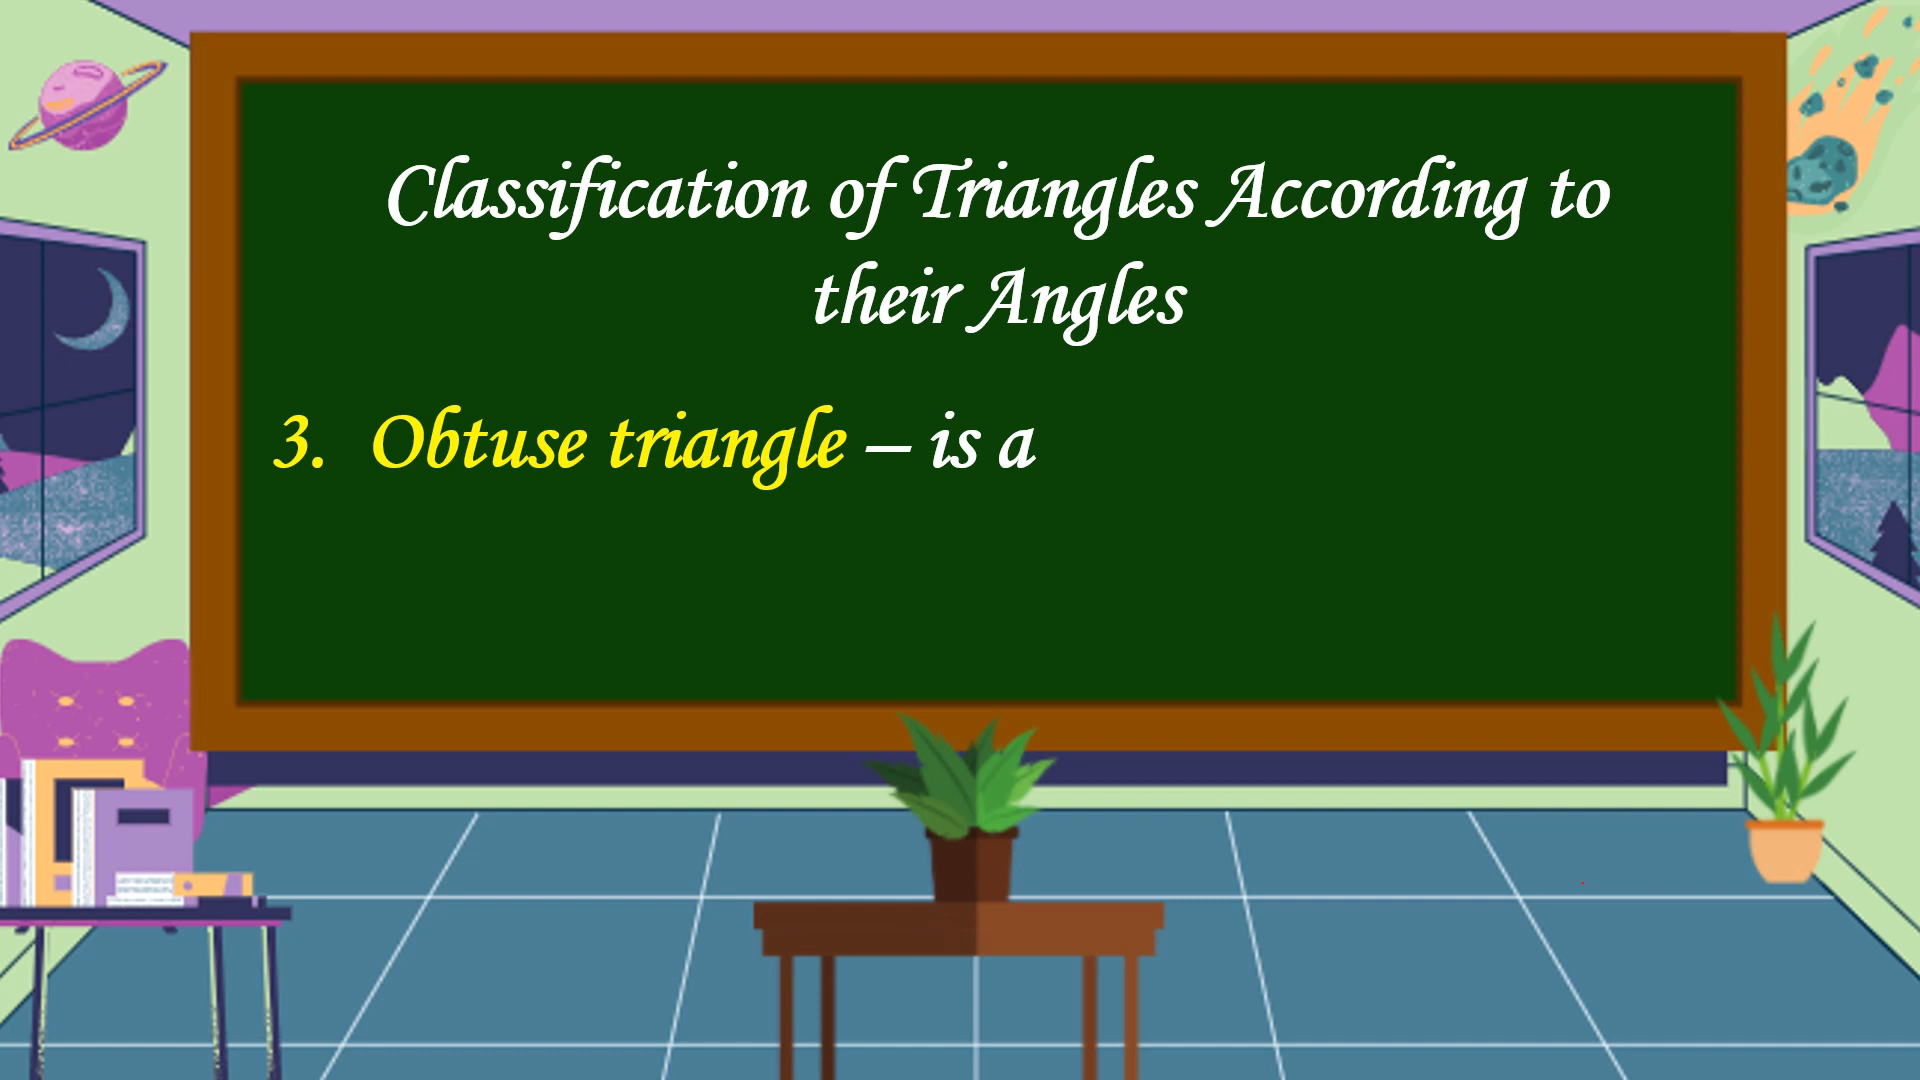 Classification of Triangles According to
their Angles
3. Obtuse triangle – is a